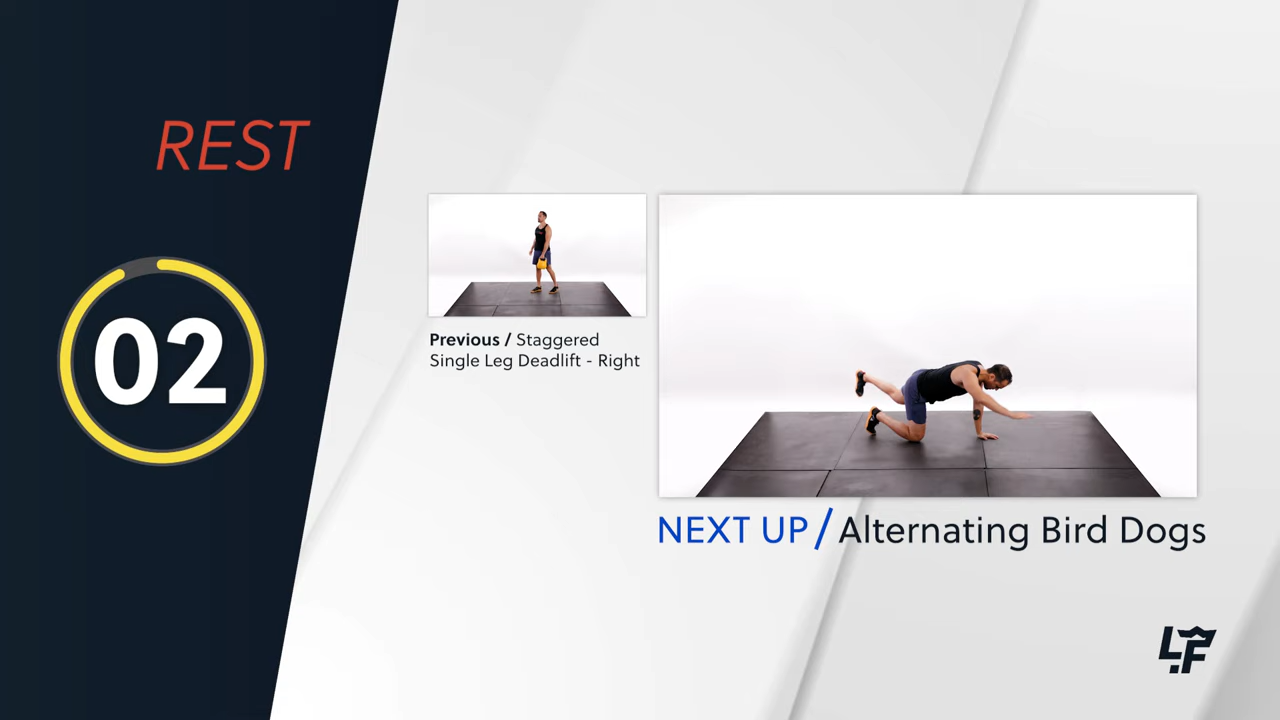 REST
02
Previous / Staggered
Single Leg Deadlift - Right
NEXT UP / Alternating Bird Dogs
LF